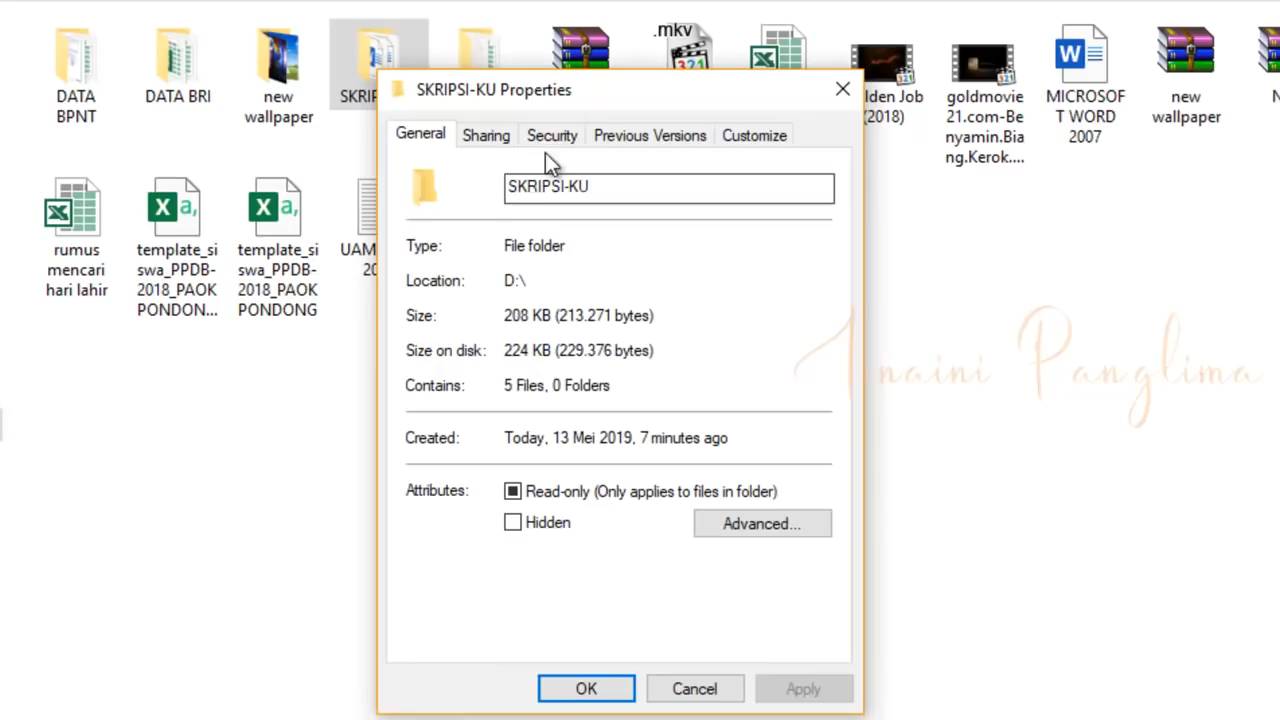 .mkv
DATA
BPNT
DATA BRI
new
wallpaper
SKRIP
lden Job
(2018)
goldmovie
21.com-Be
nyamin.Bia
ng.Kerok....
MICROSOF
T WORD
2007
new
wallpaper
SKRIPSI-KU Properties
General
Sharing
Security
Previous Versions
Customize
SKRIPSI-KU
Type: File folder
Location: D:\
Size: 208 KB (213.271 bytes)
Size on disk: 224 KB (229.376 bytes)
Contains: 5 Files, 0 Folders
Created: Today, 13 Mei 2019, 7 minutes ago
Attributes: Read-only (Only applies to files in folder)
Hidden
Advanced...
OK
Cancel
Apply
rumus
mencari
hari lahir
template_si
swa_PPDB-
2018_PAOK
PONDON...
template_si
swa_PPDB-
2018_PAOK
PONDONG
UAM
20
naini Panglima